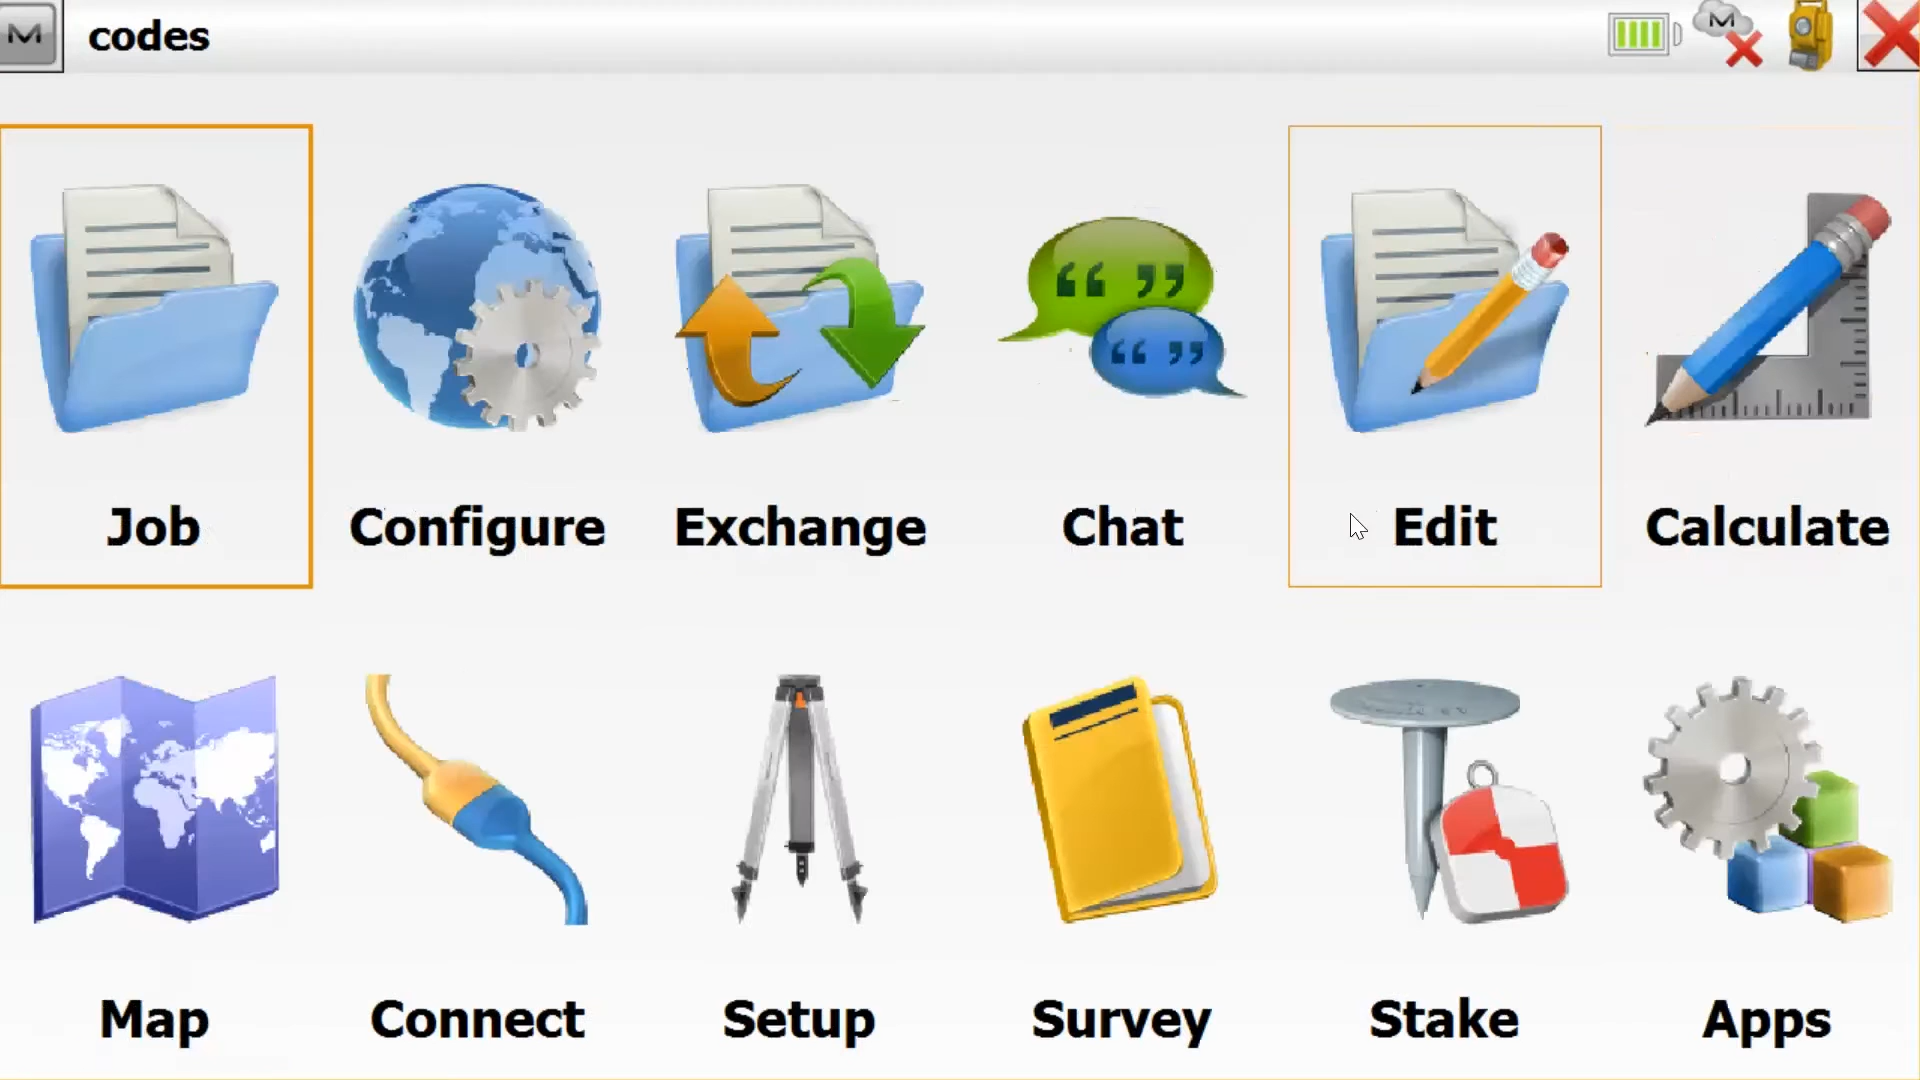 M codes M
Job Configure Exchange Chat Edit Calculate
Map Connect Setup Survey Stake Apps